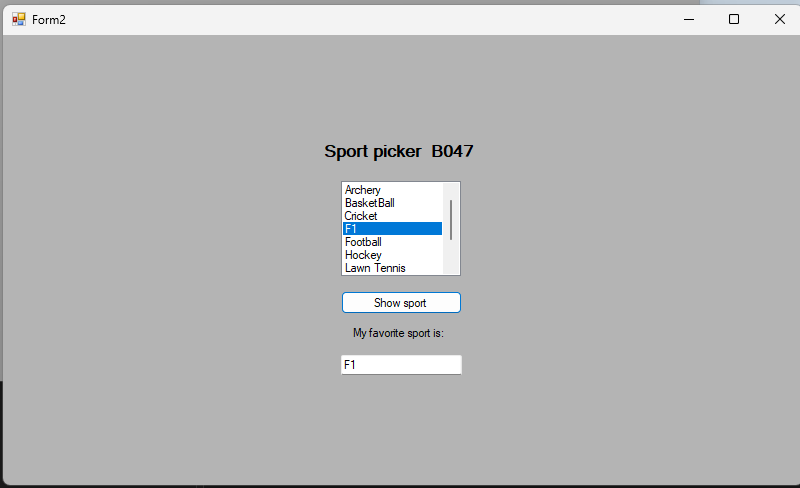 Form2
Sport picker  B047
Archery
BasketBall
Cricket
F1
Football
Hockey
Lawn Tennis
Show sport
My favorite sport is:
F1